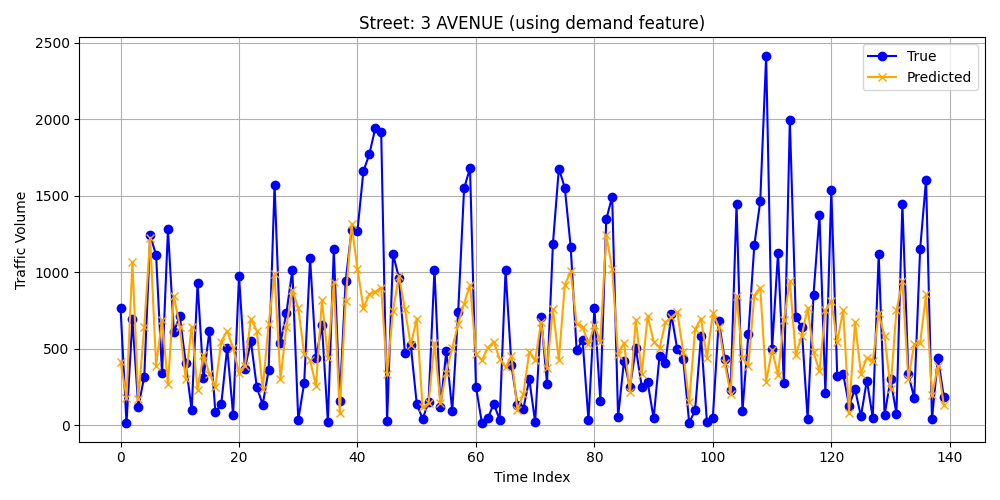 Street: 3 AVENUE (using demand feature)
True
Predicted
Traffic Volume
2500
2000
1500
1000
500
0
0 20 40 60 80 100 120 140
Time Index